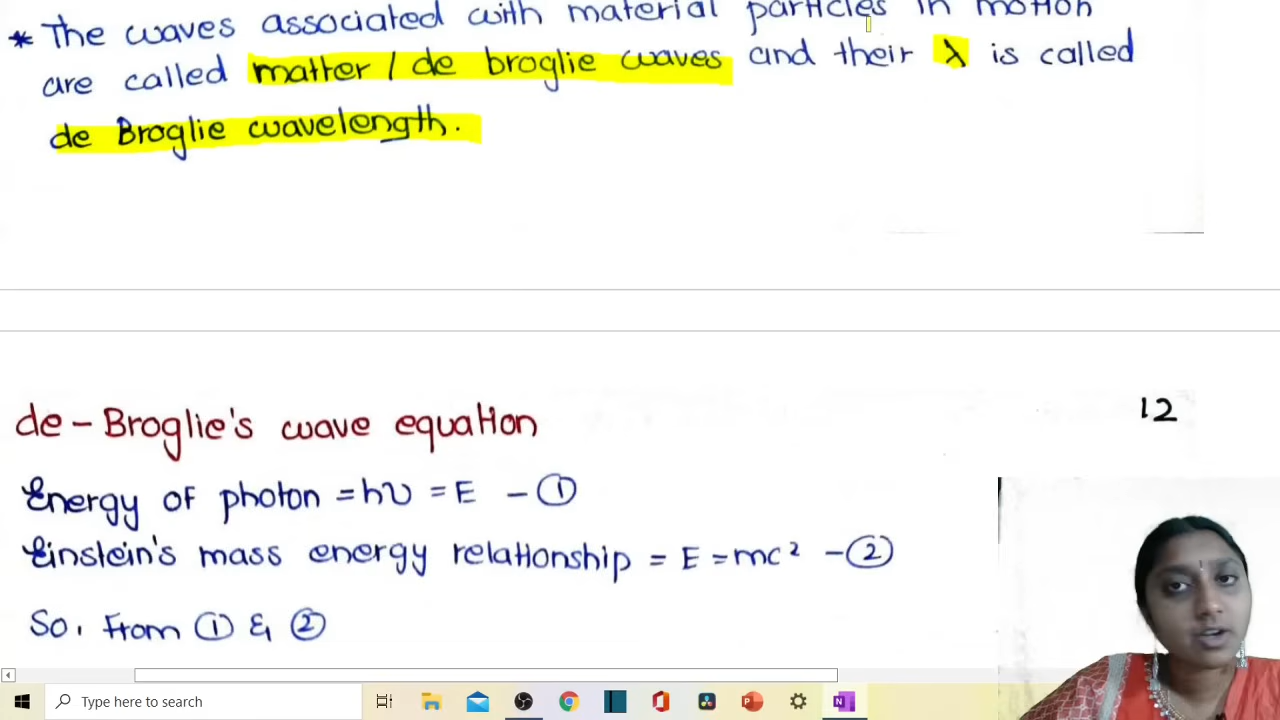 * The waves associated with material particles in motion
are called matter / de broglie waves and their λ is called
de Broglie wavelength.
12
de - Broglie's wave equation
Energy of photon = hυ = E - ①
Einstein's mass energy relationship = E = mc² - ②
So, From ① & ②
Type here to search